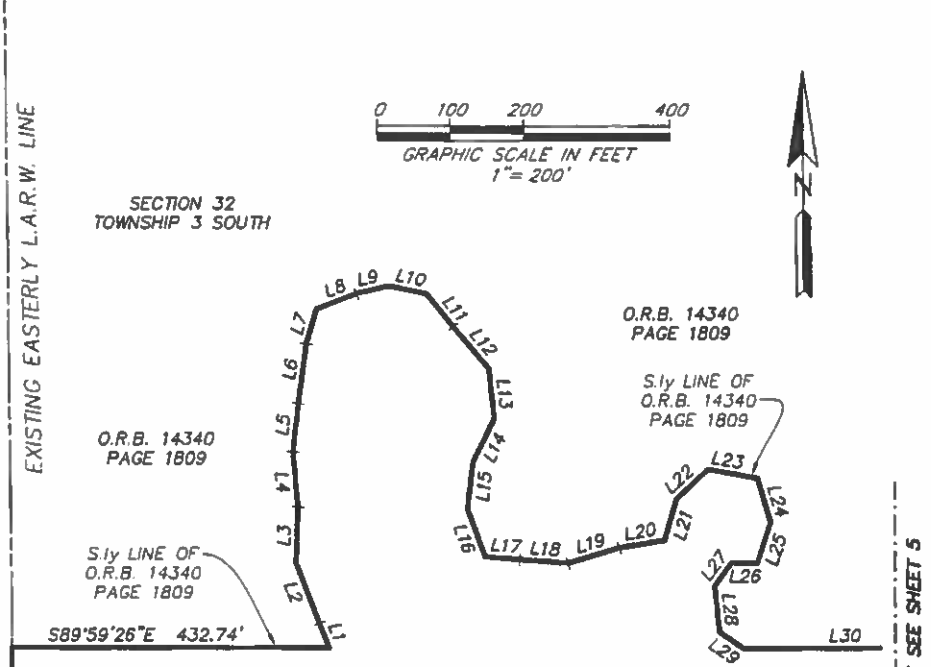 0 100 200 400
GRAPHIC SCALE IN FEET
1"= 200'
N
EXISTING EASTERLY L.A.R.W. LINE
SECTION 32
TOWNSHIP 3 SOUTH
O.R.B. 14340
PAGE 1809
S.ly LINE OF
O.R.B. 14340
PAGE 1809
O.R.B. 14340
PAGE 1809
S.ly LINE OF
O.R.B. 14340
PAGE 1809
S89°59'26"E 432.74'
L1
L2
L3
L4
L5
L6
L7
L8
L9
L10
L11
L12
L13
L14
L15
L16
L17
L18
L19
L20
L21
L22
L23
L24
L25
L26
L27
L28
L29
L30
SEE SHEET 5